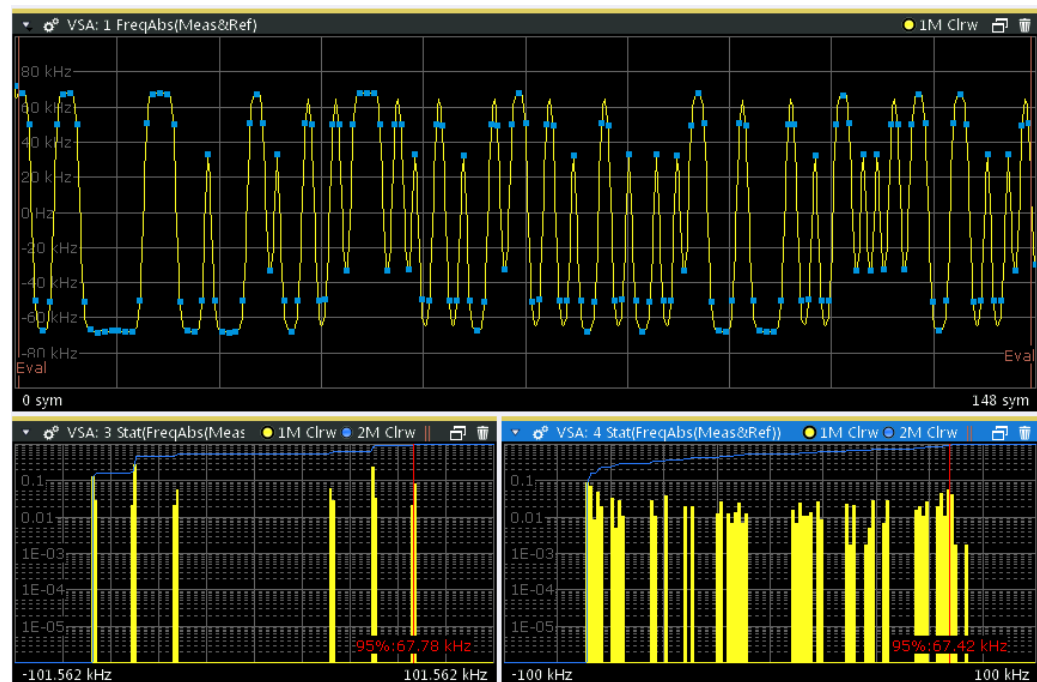 VSA: 1 FreqAbs(Meas&Ref)
1M Clrw
80 kHz
60 kHz
40 kHz
20 kHz
0 Hz
-20 kHz
-40 kHz
-60 kHz
-80 kHz
Eval
Eval
0 sym
148 sym
VSA: 3 Stat(FreqAbs(Meas
1M Clrw
2M Clrw
0.1
0.01
1E-03
1E-04
1E-05
95%:67.78 kHz
-101.562 kHz
101.562 kHz
VSA: 4 Stat(FreqAbs(Meas&Ref))
1M Clrw
2M Clrw
0.1
0.01
1E-03
1E-04
1E-05
95%:67.42 kHz
-100 kHz
100 kHz